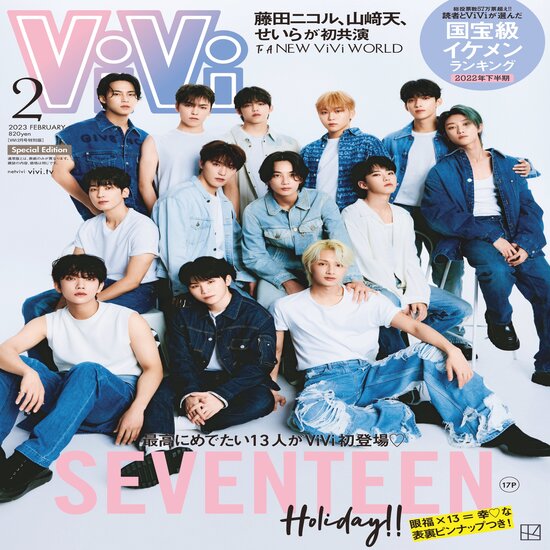 ViVi
藤田ニコル、山﨑天、
せいらが初共演
A NEW ViVi WORLD
総投票数57万票超え!!
読者とViViが選んだ
国宝級
イケメン
ランキング
2022年下半期
2
2023 FEBRUARY
820yen
Special Edition
netvivi vivi.tv
GIVENCHY
最高にめでたい13人がViVi初登場♡
SEVENTEEN
17P
Holiday!!
眼福×13=幸♡な
表裏ピンナップつき!